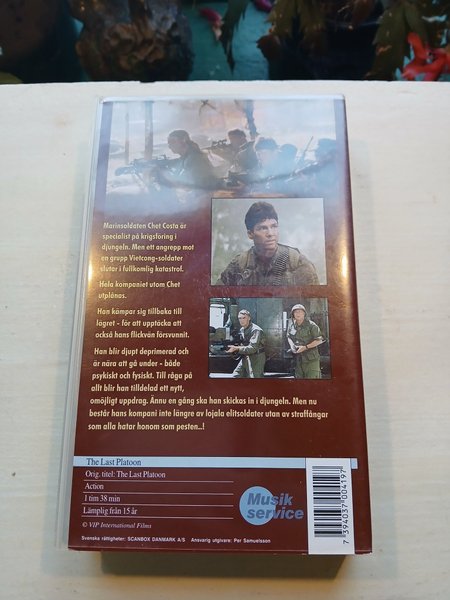 Marinsoldaten Chet Costa är
specialist på krigsföring i
djungeln. Men ett angrepp mot
en grupp Vietcong-soldater
slutar i fullkomlig katastrof.
Hela kompaniet utom Chet
utplånas.
Han kämpar sig tillbaka till
lägret - för att upptäcka att
också hans flickvän försvunnit.
Han blir djupt deprimerad och
är nära att gå under - både
psykiskt och fysiskt. Till råga på
allt blir han tilldelad ett nytt,
omöjligt uppdrag. Ännu en gång ska han skickas in i djungeln. Men nu
består hans kompani inte längre av lojala elitsoldater utan av straffångar
som alla hatar honom som pesten..!
The Last Platoon
Orig. titel: The Last Platoon
Action
1 tim 38 min
Lämplig från 15 år
© VIP International Films
Musik
service
7 394037 004197
Svenska rättigheter: SCANBOX DANMARK A/S Ansvarig utgivare: Per Samuelsson